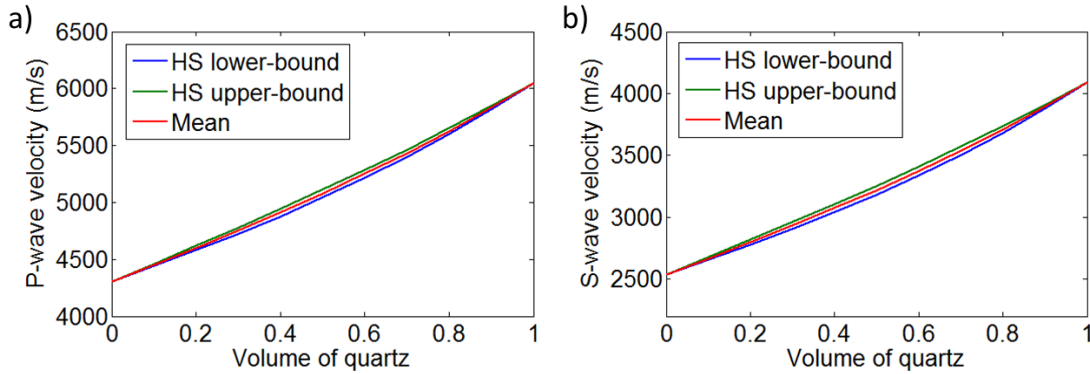 a)
P-wave velocity (m/s)
6500
6000
5500
5000
4500
4000
HS lower-bound
HS upper-bound
Mean
0 0.2 0.4 0.6 0.8 1
Volume of quartz
b)
S-wave velocity (m/s)
4500
4000
3500
3000
2500
HS lower-bound
HS upper-bound
Mean
0 0.2 0.4 0.6 0.8 1
Volume of quartz